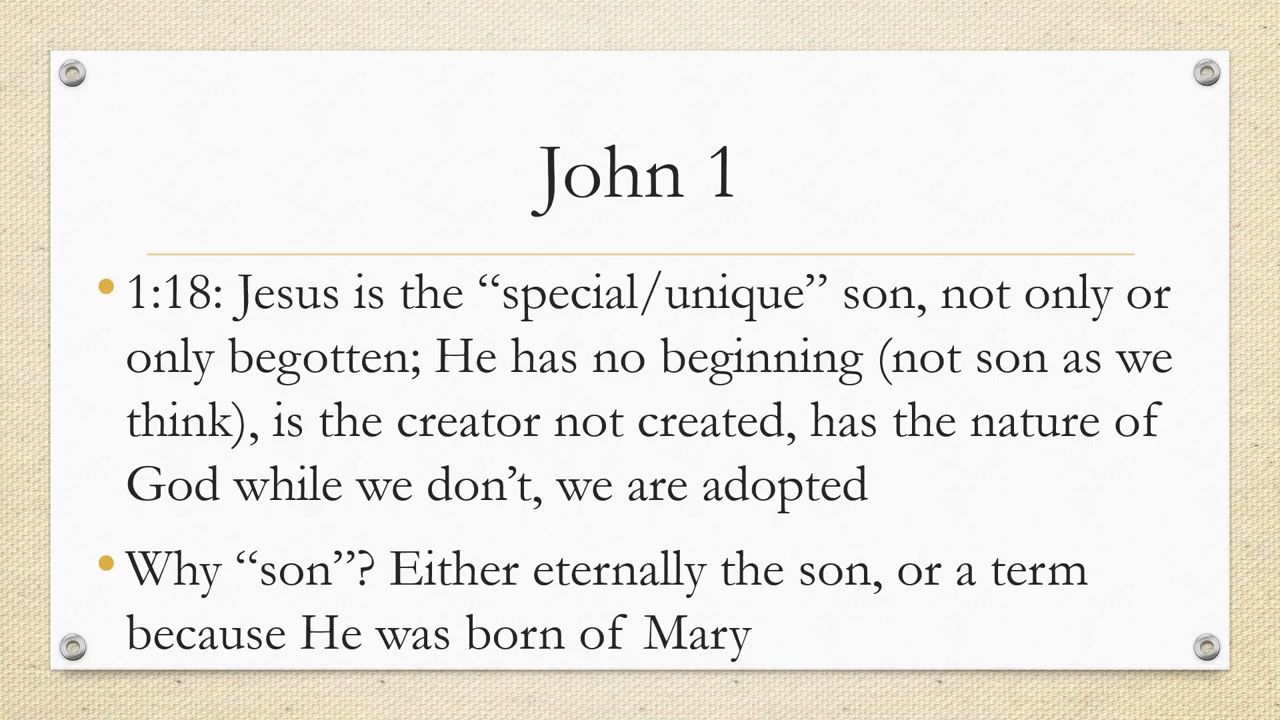 John 1
• 1:18: Jesus is the “special/unique” son, not only or
only begotten; He has no beginning (not son as we
think), is the creator not created, has the nature of
God while we don’t, we are adopted
• Why “son”? Either eternally the son, or a term
because He was born of Mary